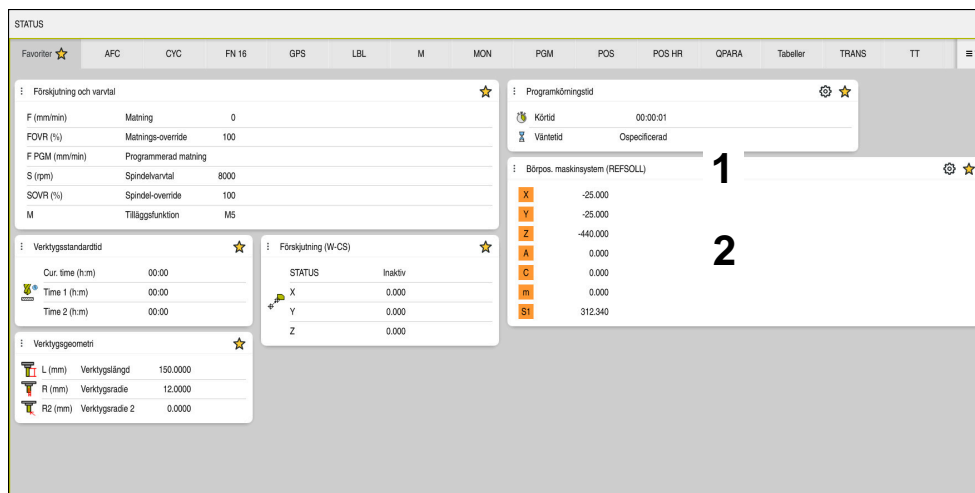 STATUS
Favoriter AFC CYC FN 16 GPS LBL M MON PGM POS POS HR QPARA Tabeller TRANS TT
Förskjutning och varvtal
F (mm/min) Matning 0
FOVR (%) Matnings-override 100
F PGM (mm/min) Programmerad matning
S (rpm) Spindelvarvtal 8000
SOVR (%) Spindel-override 100
M Tilläggsfunktion M5
Verktygsstandardtid
Cur. time (h:m) 00:00
Time 1 (h:m) 00:00
Time 2 (h:m) 00:00
Förskjutning (W-CS)
STATUS Inaktiv
X 0.000
Y 0.000
Z 0.000
Verktygsgeometri
L (mm) Verktygslängd 150.0000
R (mm) Verktygsradie 12.0000
R2 (mm) Verktygsradie 2 0.0000
Programkörningstid
Körtid 00:00:01
Väntetid Ospecificerad
1
Börpos. maskinsystem (REFSOLL)
X -25.000
Y -25.000
Z -440.000
A 0.000
C 0.000
m 0.000
S1 312.340
2